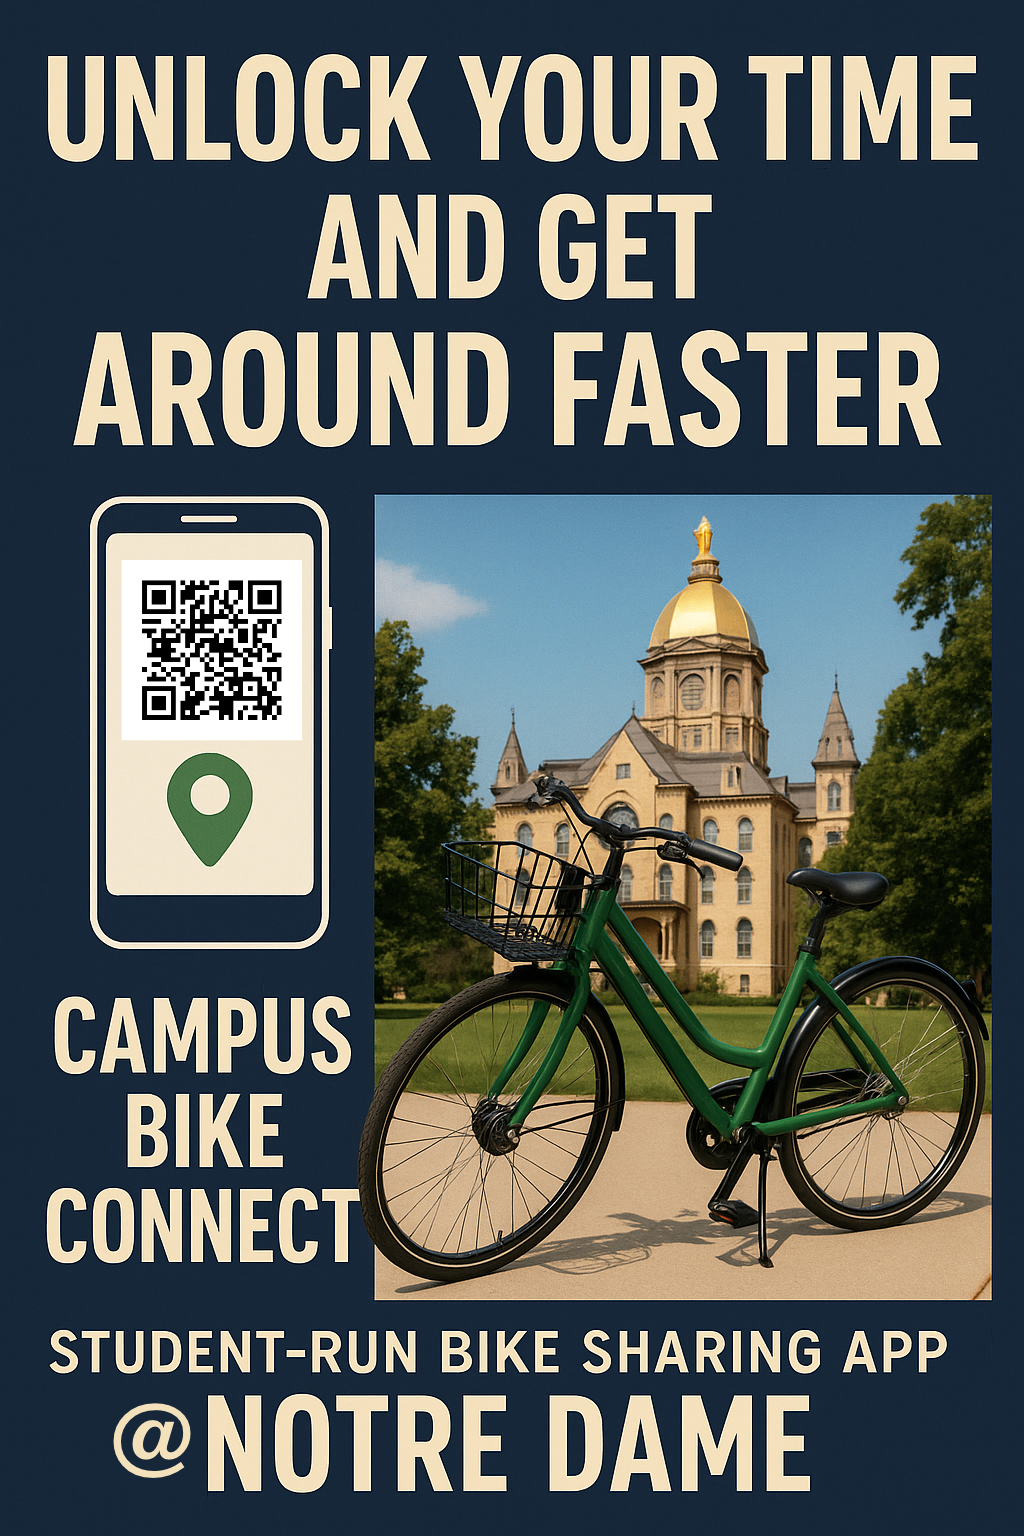 UNLOCK YOUR TIME
AND GET
AROUND FASTER
CAMPUS
BIKE
CONNECT
STUDENT-RUN BIKE SHARING APP
@NOTRE DAME